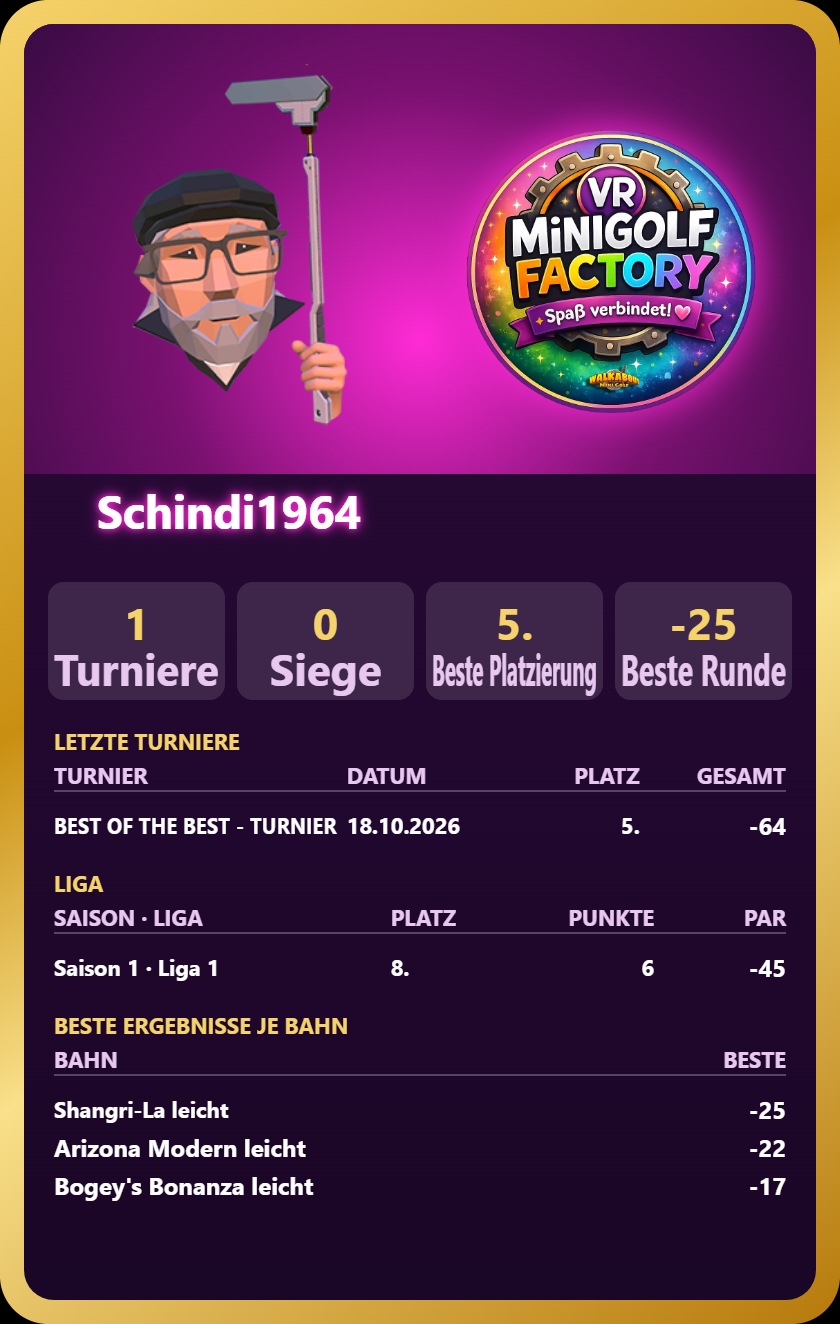 VR
MiNiGOLF
FACTORY
Spaß verbindet!
WALKABOUT
MINI GOLF
Schindi1964
1 0 5. -25
Turniere Siege Beste Platzierung Beste Runde
LETZTE TURNIERE
TURNIER DATUM PLATZ GESAMT
BEST OF THE BEST - TURNIER 18.10.2026 5. -64
LIGA
SAISON · LIGA PLATZ PUNKTE PAR
Saison 1 · Liga 1 8. 6 -45
BESTE ERGEBNISSE JE BAHN
BAHN BESTE
Shangri-La leicht -25
Arizona Modern leicht -22
Bogey's Bonanza leicht -17